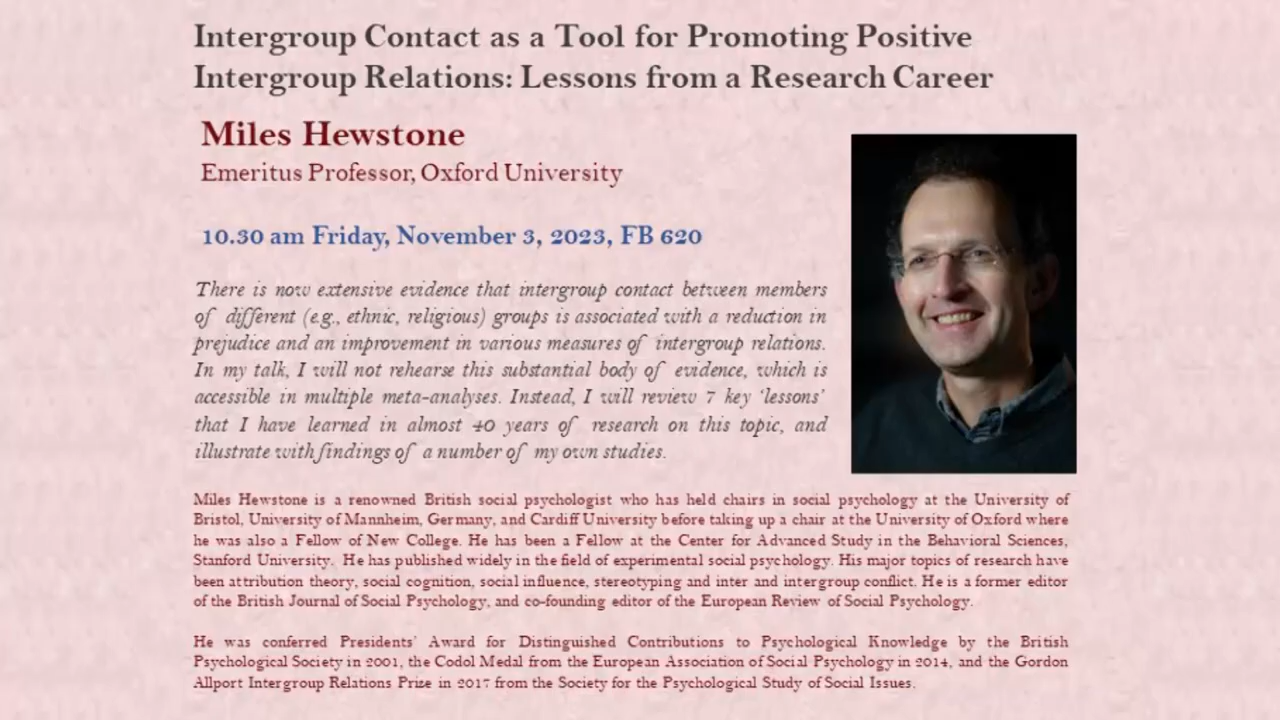 Intergroup Contact as a Tool for Promoting Positive
Intergroup Relations: Lessons from a Research Career
Miles Hewstone
Emeritus Professor, Oxford University
10.30 am Friday, November 3, 2023, FB 620
There is now extensive evidence that intergroup contact between members
of different (e.g., ethnic, religious) groups is associated with a reduction in
prejudice and an improvement in various measures of intergroup relations.
In my talk, I will not rehearse this substantial body of evidence, which is
accessible in multiple meta-analyses. Instead, I will review 7 key ‘lessons’
that I have learned in almost 40 years of research on this topic, and
illustrate with findings of a number of my own studies.
Miles Hewstone is a renowned British social psychologist who has held chairs in social psychology at the University of
Bristol, University of Mannheim, Germany, and Cardiff University before taking up a chair at the University of Oxford where
he was also a Fellow of New College. He has been a Fellow at the Center for Advanced Study in the Behavioral Sciences,
Stanford University. He has published widely in the field of experimental social psychology. His major topics of research have
been attribution theory, social cognition, social influence, stereotyping and inter and intergroup conflict. He is a former editor
of the British Journal of Social Psychology, and co-founding editor of the European Review of Social Psychology.
He was conferred Presidents’ Award for Distinguished Contributions to Psychological Knowledge by the British
Psychological Society in 2001, the Codol Medal from the European Association of Social Psychology in 2014, and the Gordon
Allport Intergroup Relations Prize in 2017 from the Society for the Psychological Study of Social Issues.